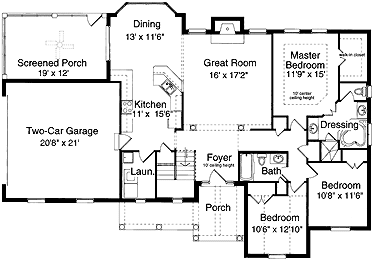 Dining
13' x 11'6"
Screened Porch
19' x 12'
Great Room
16' x 17'2"
Master
Bedroom
11'9" x 15'
10' center
ceiling height
walk-in closet
Kitchen
11' x 15'6"
Two-Car Garage
20'8" x 21'
Dressing
Laun.
Foyer
10' ceiling height
Bath
Porch
Bedroom
10'8" x 11'6"
Bedroom
10'6" x 12'10"